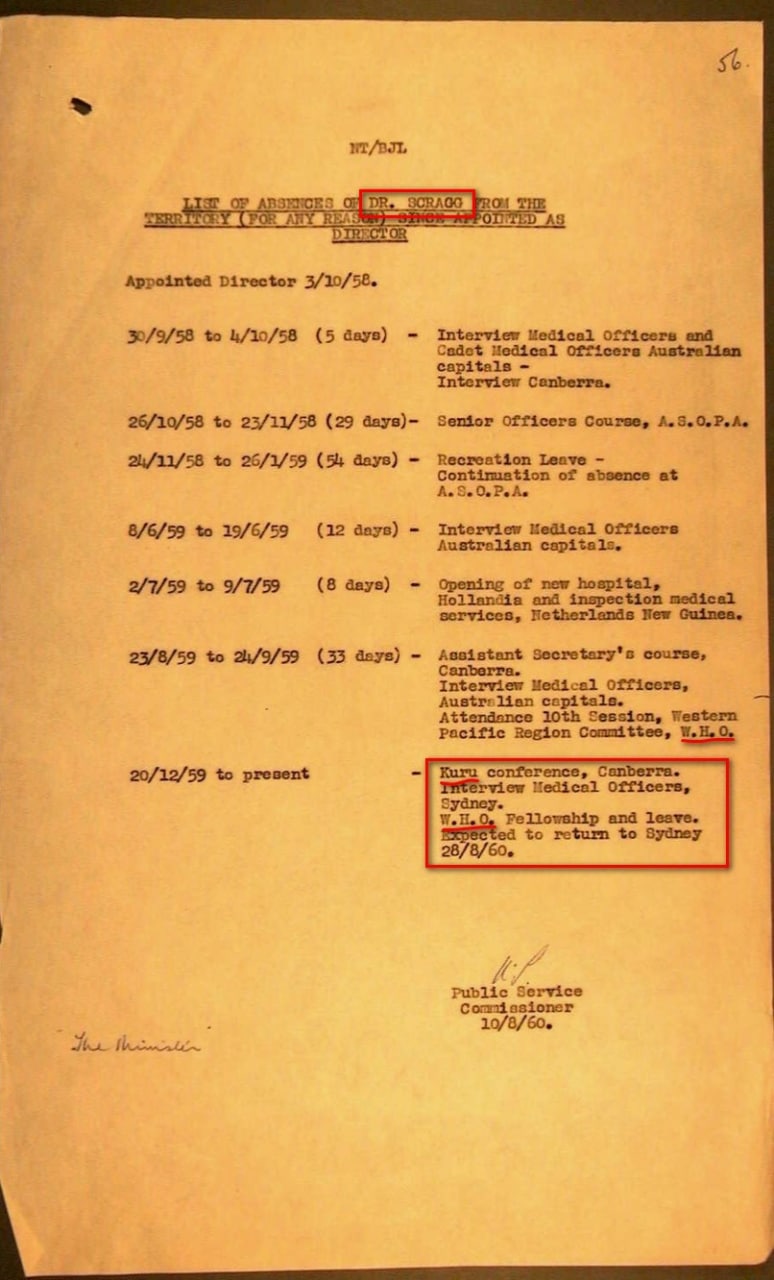 56.
NT/BJL
LIST OF ABSENCES OF DR. SCRAGG FROM THE
TERRITORY (FOR ANY REASON) SINCE APPOINTED AS
DIRECTOR
Appointed Director 3/10/58.
30/9/58 to 4/10/58 (5 days) - Interview Medical Officers and
Cadet Medical Officers Australian
capitals -
Interview Canberra.
26/10/58 to 23/11/58 (29 days)- Senior Officers Course, A.S.O.P.A.
24/11/58 to 26/1/59 (54 days) - Recreation Leave -
Continuation of absence at
A.S.O.P.A.
8/6/59 to 19/6/59 (12 days) - Interview Medical Officers
Australian capitals.
2/7/59 to 9/7/59 (8 days) - Opening of new hospital,
Hollandia and inspection medical
services, Netherlands New Guinea.
23/8/59 to 24/9/59 (33 days) - Assistant Secretary's course,
Canberra.
Interview Medical Officers,
Australian capitals.
Attendance 10th Session, Western
Pacific Region Committee, W.H.O.
20/12/59 to present - Kuru conference, Canberra.
Interview Medical Officers,
Sydney.
W.H.O. Fellowship and leave.
Expected to return to Sydney
28/8/60.
Public Service
Commissioner
10/8/60.
The Minister